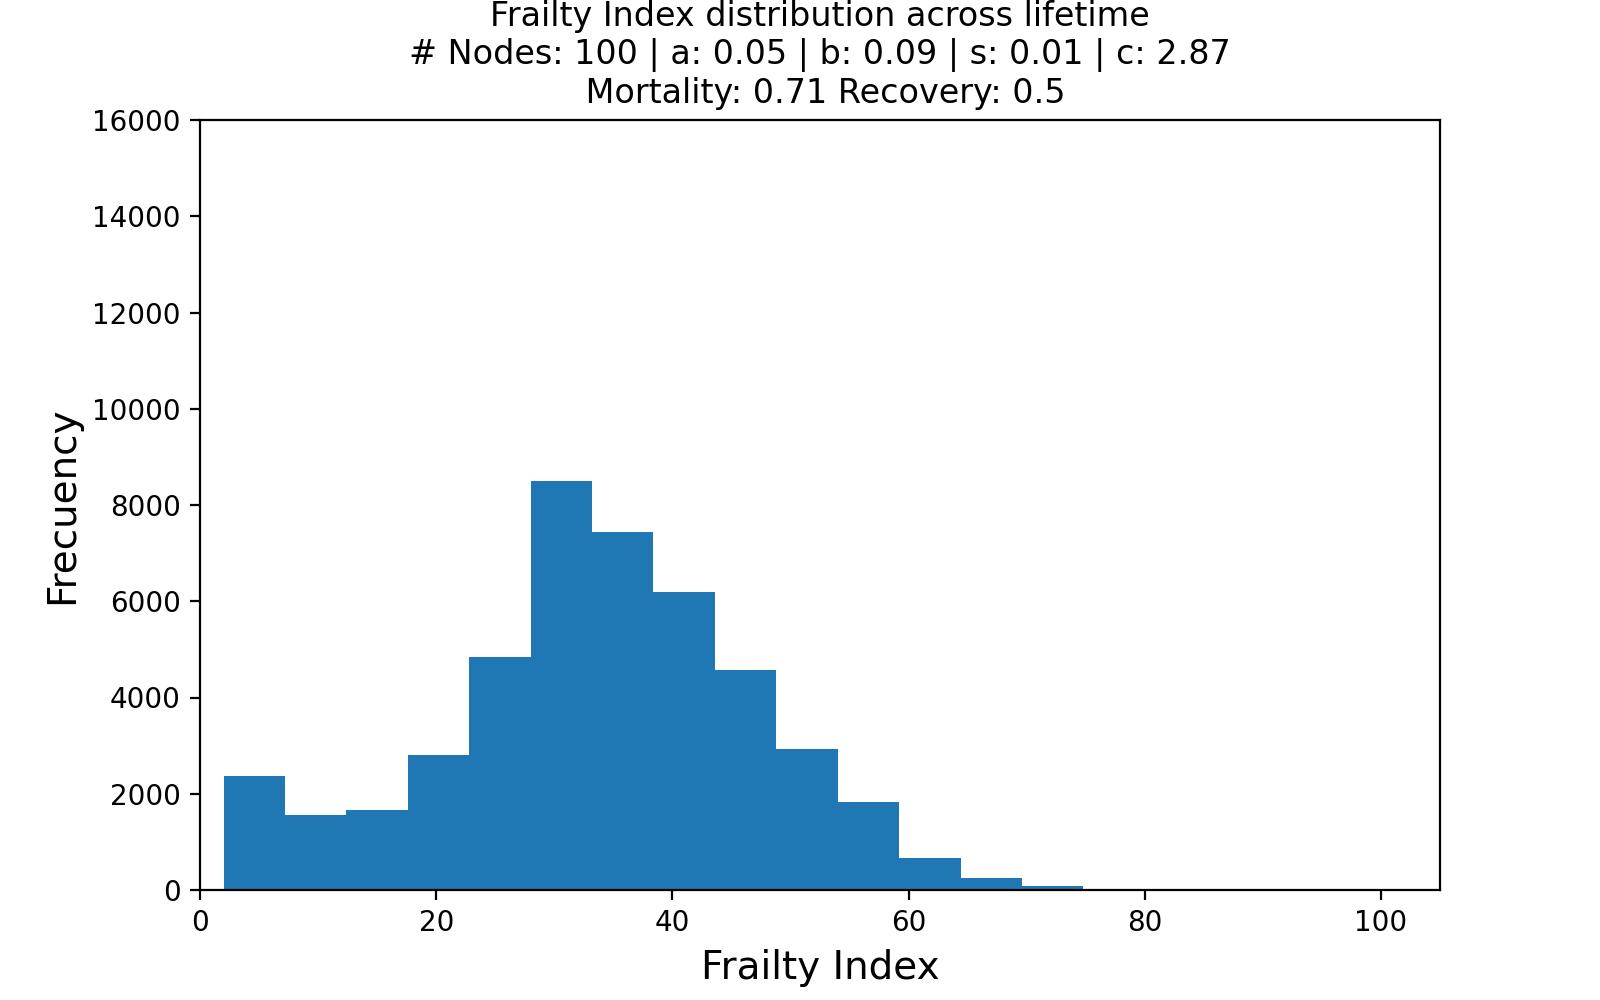 Frailty Index distribution across lifetime
# Nodes: 100 | a: 0.05 | b: 0.09 | s: 0.01 | c: 2.87
Mortality: 0.71 Recovery: 0.5
16000
14000
12000
10000
8000
6000
4000
2000
0
Frecuency
0 20 40 60 80 100
Frailty Index